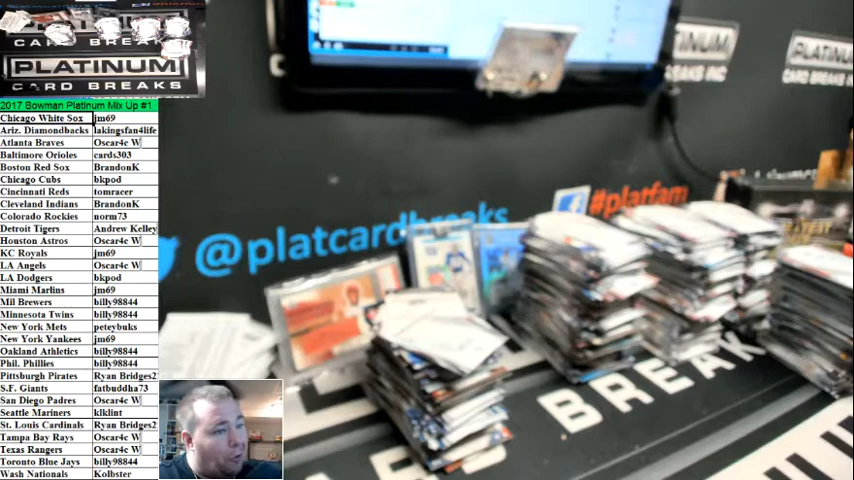 CARD BREAKS
PLATINUM
CARD BREAKS
2017 Bowman Platinum Mix Up #1
Chicago White Sox jm69
Ariz. Diamondbacks lakingsfan4life
Atlanta Braves Oscar4c W
Baltimore Orioles cards303
Boston Red Sox BrandonK
Chicago Cubs bkpod
Cincinnati Reds tomracer
Cleveland Indians BrandonK
Colorado Rockies norm73
Detroit Tigers Andrew Kelley
Houston Astros Oscar4c W
KC Royals jm69
LA Angels Oscar4c W
LA Dodgers bkpod
Miami Marlins jm69
Mil Brewers billy98844
Minnesota Twins billy98844
New York Mets peteybuks
New York Yankees jm69
Oakland Athletics billy98844
Phil. Phillies billy98844
Pittsburgh Pirates Ryan Bridges2
S.F. Giants fatbuddha73
San Diego Padres Oscar4c W
Seattle Mariners klklint
St. Louis Cardinals Ryan Bridges2
Tampa Bay Rays Oscar4c W
Texas Rangers Oscar4c W
Toronto Blue Jays billy98844
Wash Nationals Kolbster
@platcardbreaks
#platfam
BREAK